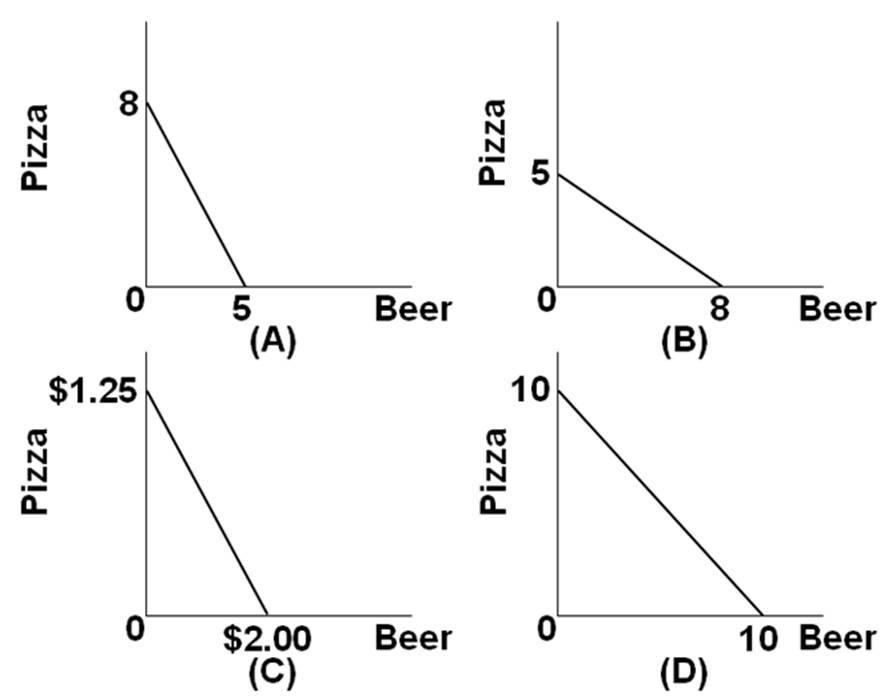 Pizza
8
0
5
Beer
(A)
Pizza
5
0
8
Beer
(B)
Pizza
$1.25
0
$2.00
Beer
(C)
Pizza
10
0
10
Beer
(D)